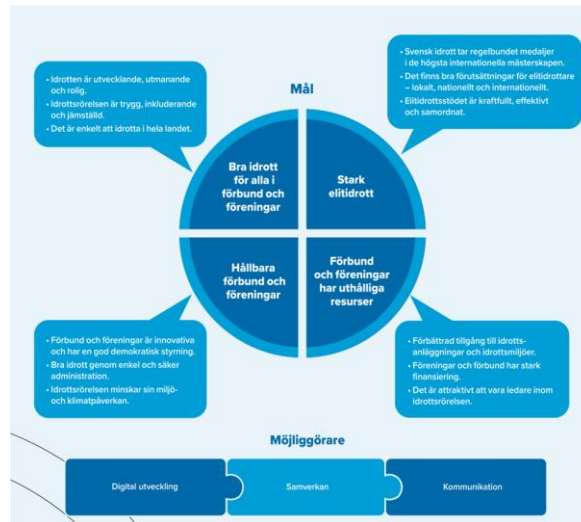 • Idrotten är utvecklande, utmanande
och rolig.
• Idrottsrörelsen är trygg, inkluderande
och jämställd.
• Det är enkelt att idrotta i hela landet.
Mål
• Svensk idrott tar regelbundet medaljer
i de högsta internationella mästerskapen.
• Det finns bra förutsättningar för elitidrottare
– lokalt, nationellt och internationellt.
• Elitidrottsstödet är kraftfullt, effektivt
och samordnat.
Bra idrott
för alla i
förbund och
föreningar
Stark
elitidrott
Hållbara
förbund och
föreningar
Förbund
och föreningar
har uthålliga
resurser
• Förbund och föreningar är innovativa
och har en god demokratisk styrning.
• Bra idrott genom enkel och säker
administration.
• Idrottsrörelsen minskar sin miljö-
och klimatpåverkan.
• Förbättrad tillgång till idrotts-
anläggningar och idrottsmiljöer.
• Föreningar och förbund har stark
finansiering.
• Det är attraktivt att vara ledare inom
idrottsrörelsen.
Möjliggörare
Digital utveckling
Samverkan
Kommunikation